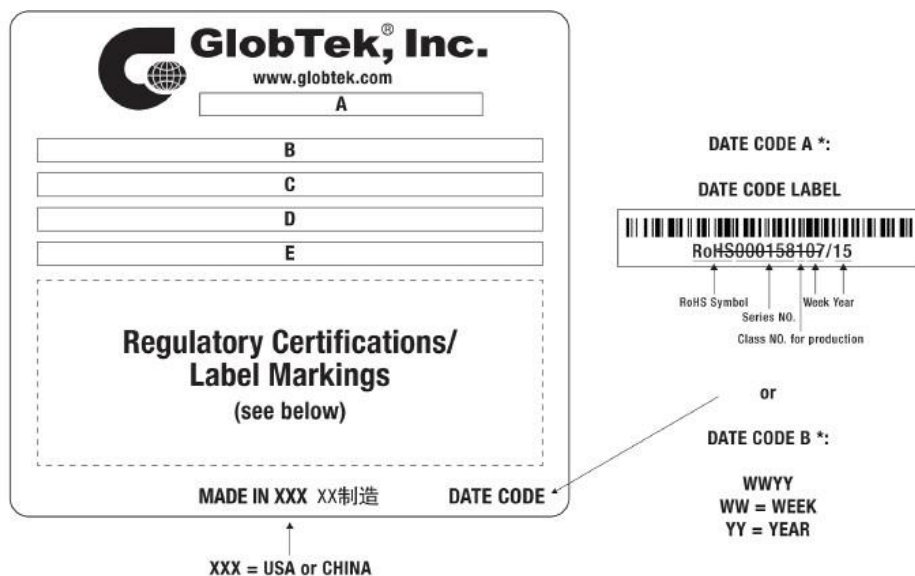 GlobTek®, Inc.
www.globtek.com
A
B
C
D
E
Regulatory Certifications/
Label Markings
(see below)
MADE IN XXX XX制造 DATE CODE
XXX = USA or CHINA
DATE CODE A *:
DATE CODE LABEL
RoHS000158107/15
RoHS Symbol
Week Year
Series NO.
Class NO. for production
or
DATE CODE B *:
WWYY
WW = WEEK
YY = YEAR